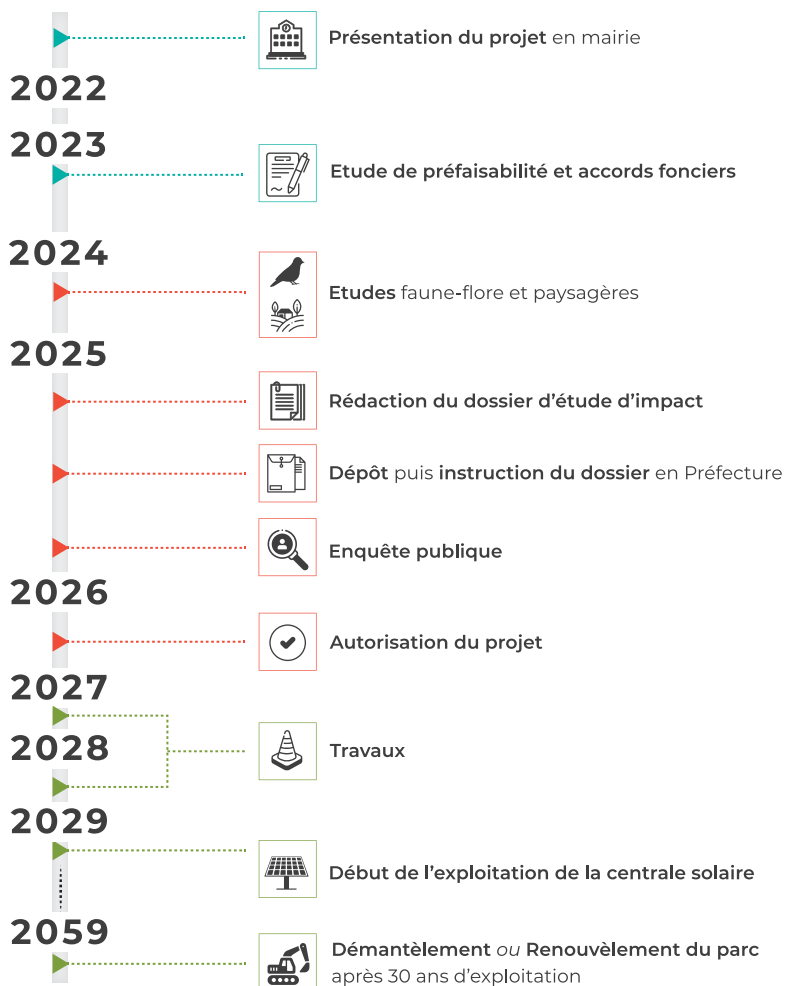 Présentation du projet en mairie
2022
2023
Etude de préfaisabilité et accords fonciers
2024
Etudes faune-flore et paysagères
2025
Rédaction du dossier d’étude d’impact
Dépôt puis instruction du dossier en Préfecture
Enquête publique
2026
Autorisation du projet
2027
2028
Travaux
2029
Début de l’exploitation de la centrale solaire
2059
Démantèlement ou Renouvèlement du parc
après 30 ans d’exploitation